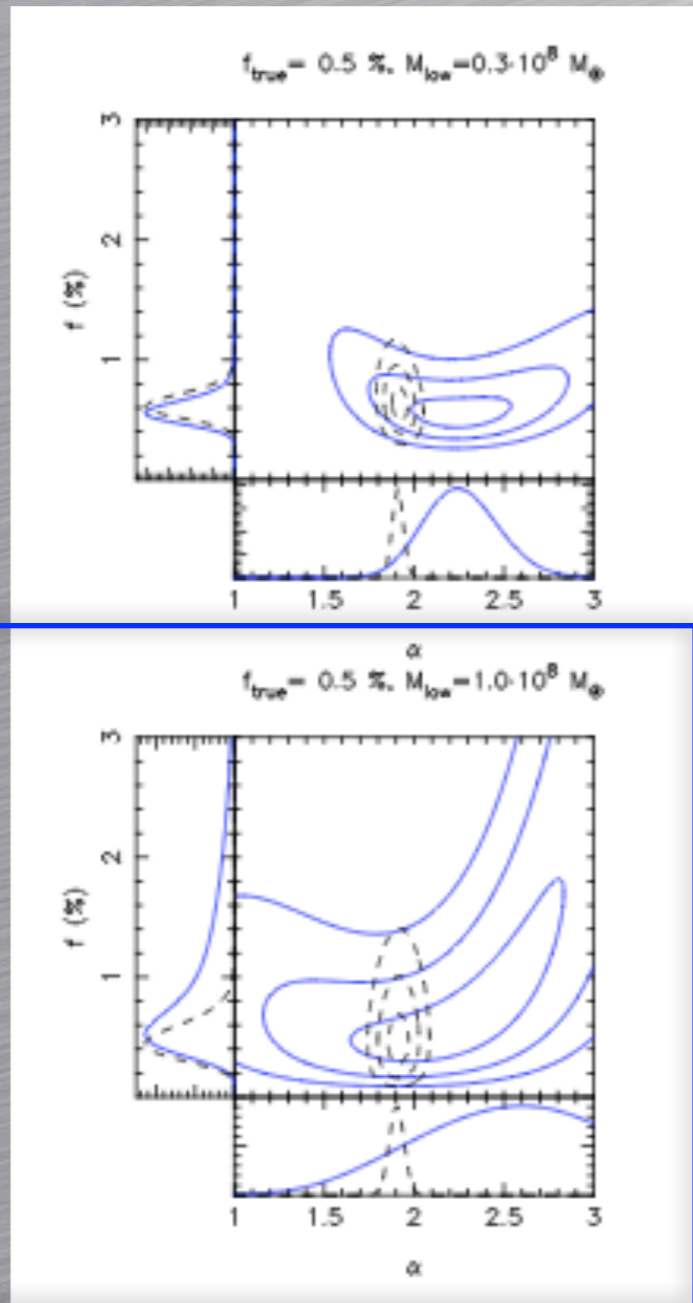 f_true= 0.5 %, M_low=0.3·10^8 M_⊙
3
2
1
f (%)
1 1.5 2 2.5 3
α
f_true= 0.5 %, M_low=1.0·10^8 M_⊙
3
2
1
f (%)
1 1.5 2 2.5 3
α